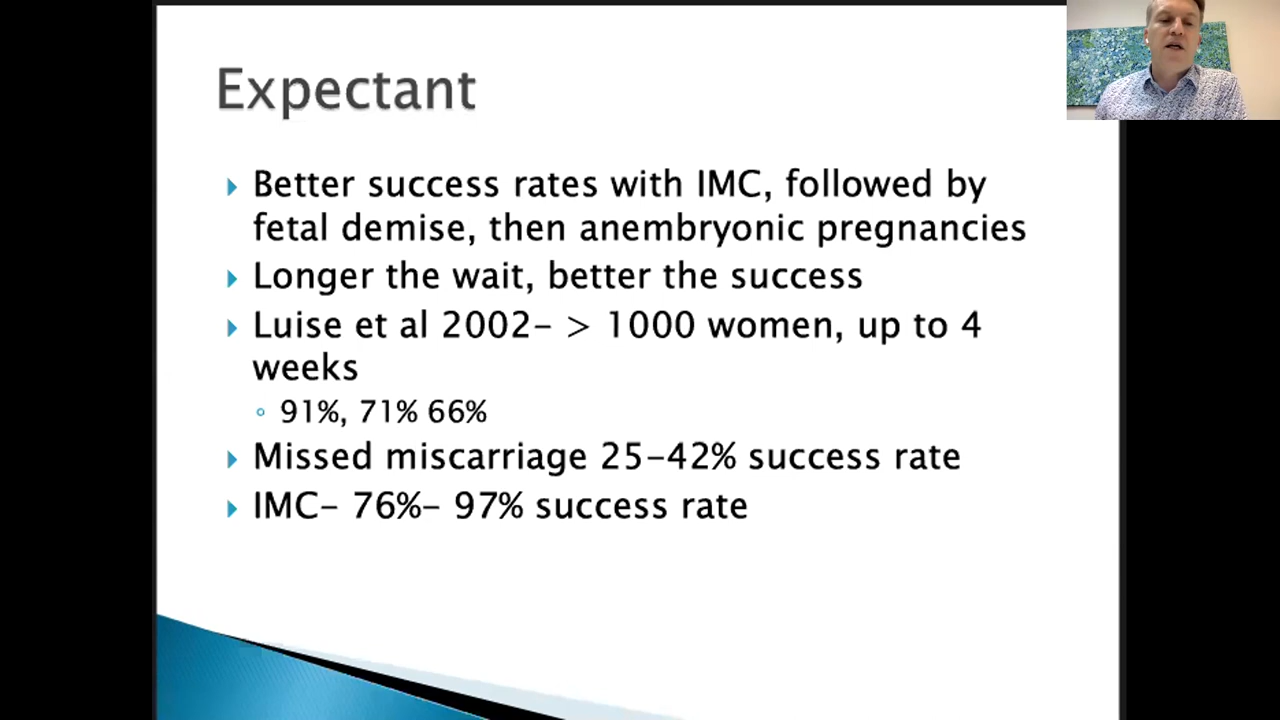 Expectant
Better success rates with IMC, followed by
fetal demise, then anembryonic pregnancies
Longer the wait, better the success
Luise et al 2002- > 1000 women, up to 4
weeks
91%, 71% 66%
Missed miscarriage 25-42% success rate
IMC- 76%- 97% success rate